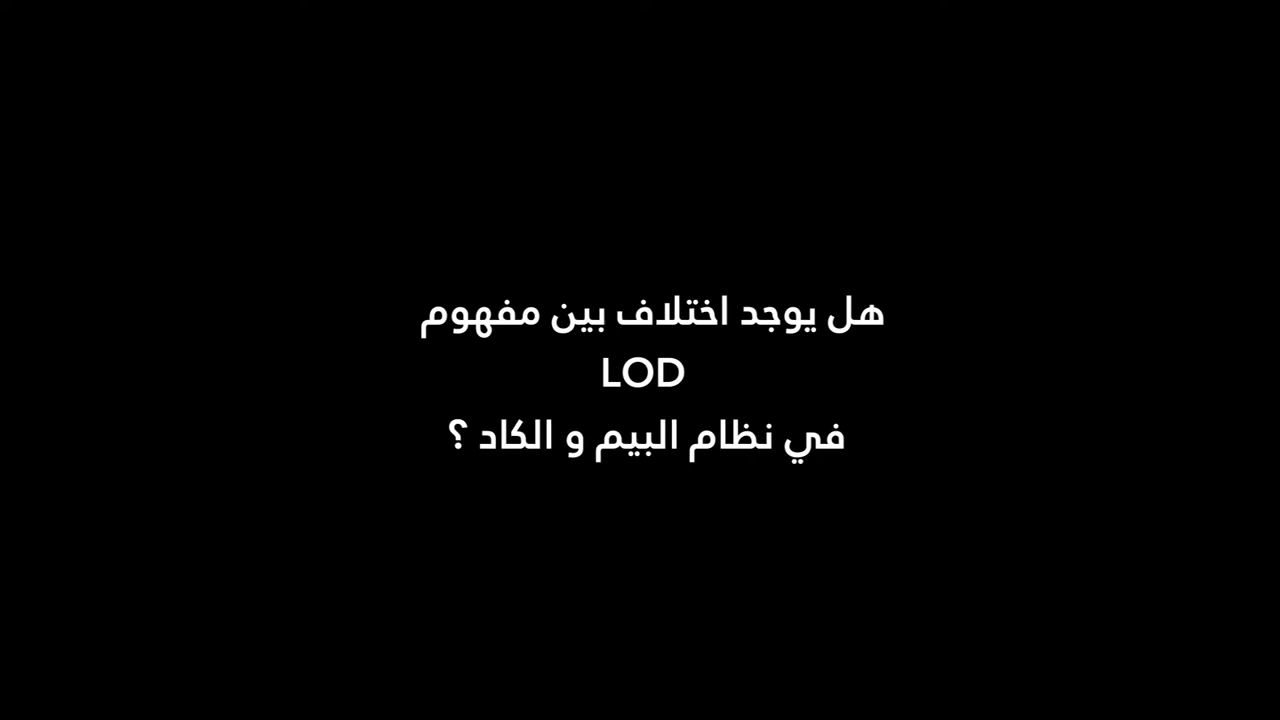 هل يوجد اختلاف بين مفهوم
LOD
في نظام البيم و الكاد ؟